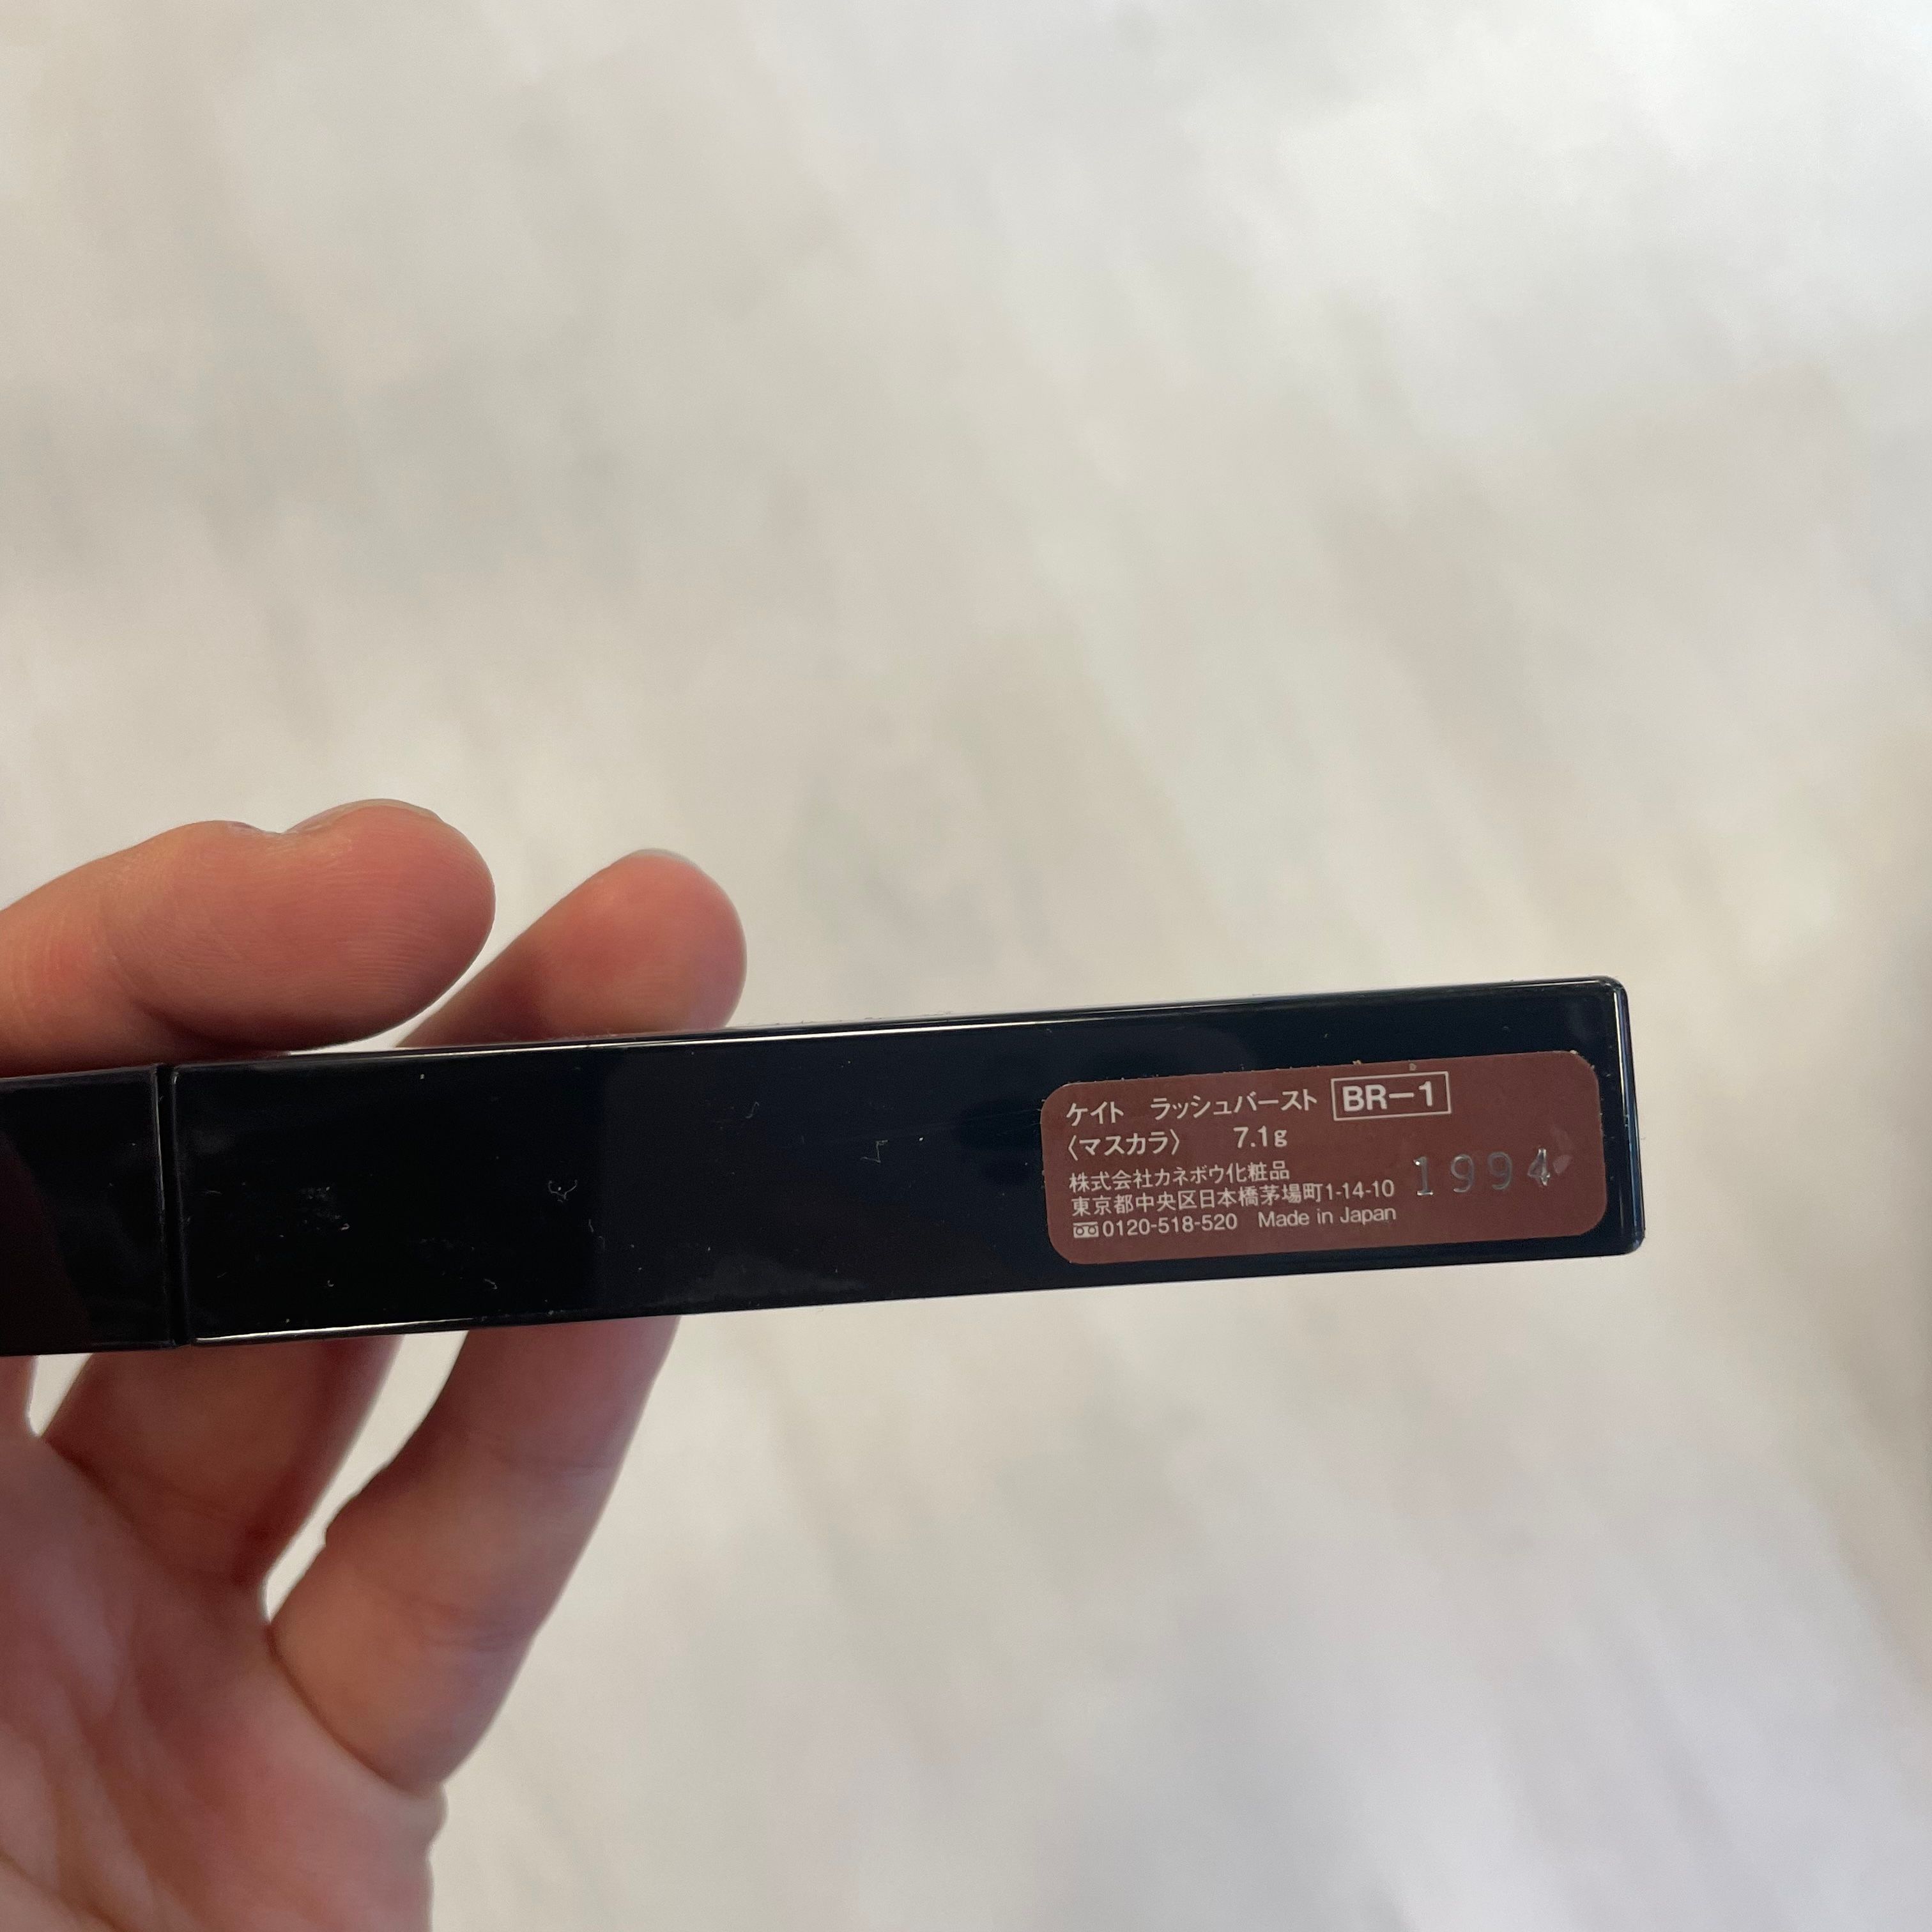 ケイト　ラッシュバースト BR－1
〈マスカラ〉　7.1g
株式会社カネボウ化粧品
東京都中央区日本橋茅場町1-14-10
0120-518-520　Made in Japan
1994